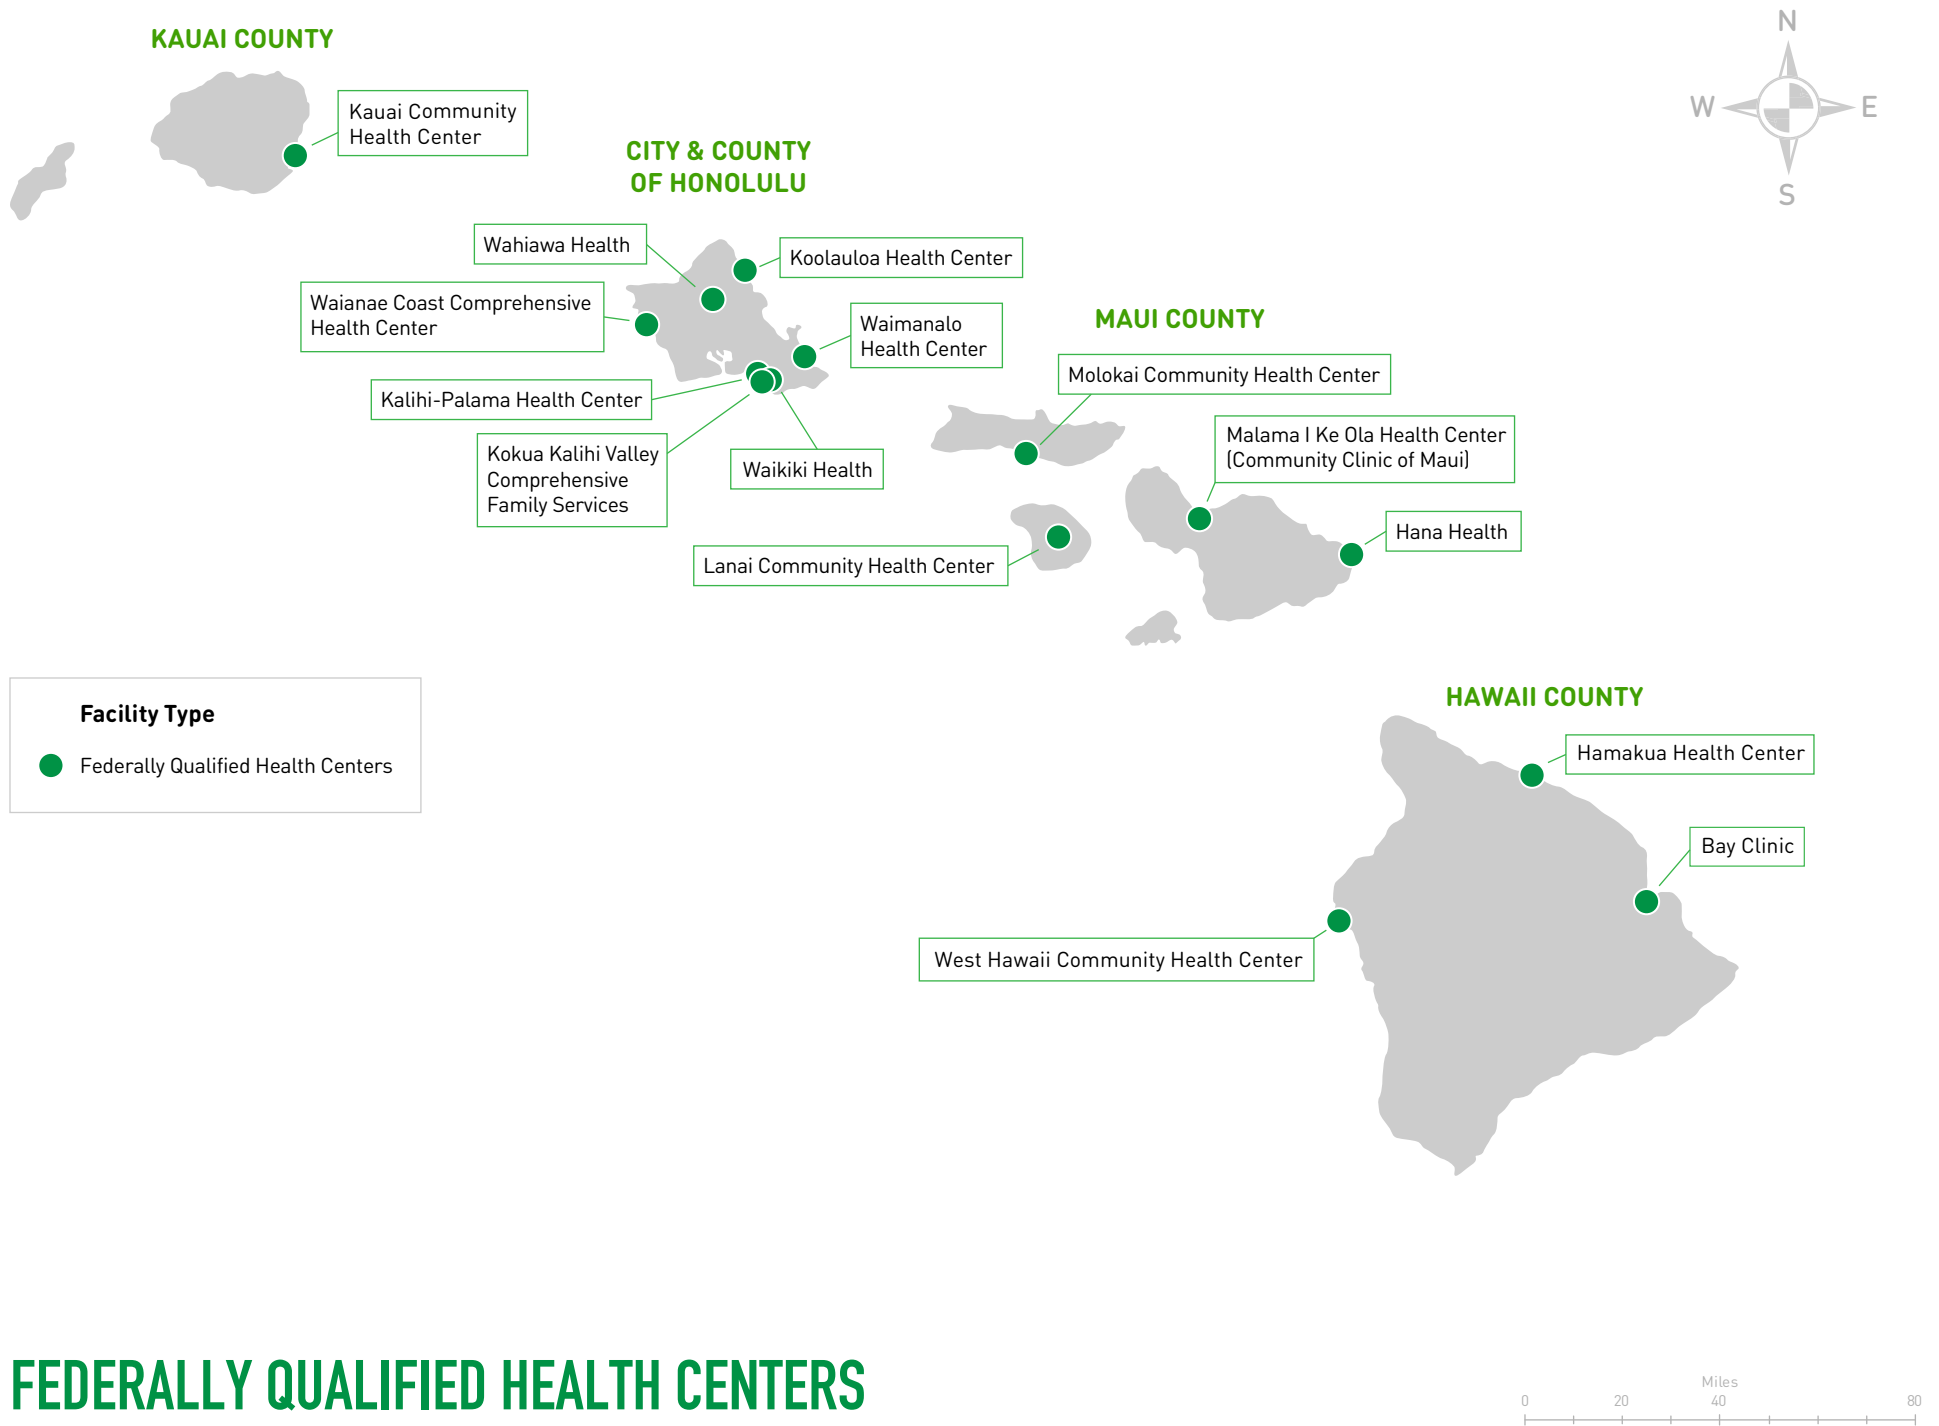 KAUAI COUNTY
Kauai Community
Health Center
N
W
E
S
CITY & COUNTY
OF HONOLULU
Wahiawa Health
Koolauloa Health Center
Waianae Coast Comprehensive
Health Center
Waimanalo
Health Center
Kalihi-Palama Health Center
Kokua Kalihi Valley
Comprehensive
Family Services
Waikiki Health
MAUI COUNTY
Molokai Community Health Center
Malama I Ke Ola Health Center
(Community Clinic of Maui)
Hana Health
Lanai Community Health Center
Facility Type
Federally Qualified Health Centers
HAWAII COUNTY
Hamakua Health Center
Bay Clinic
West Hawaii Community Health Center
FEDERALLY QUALIFIED HEALTH CENTERS
Miles
0 20 40 80